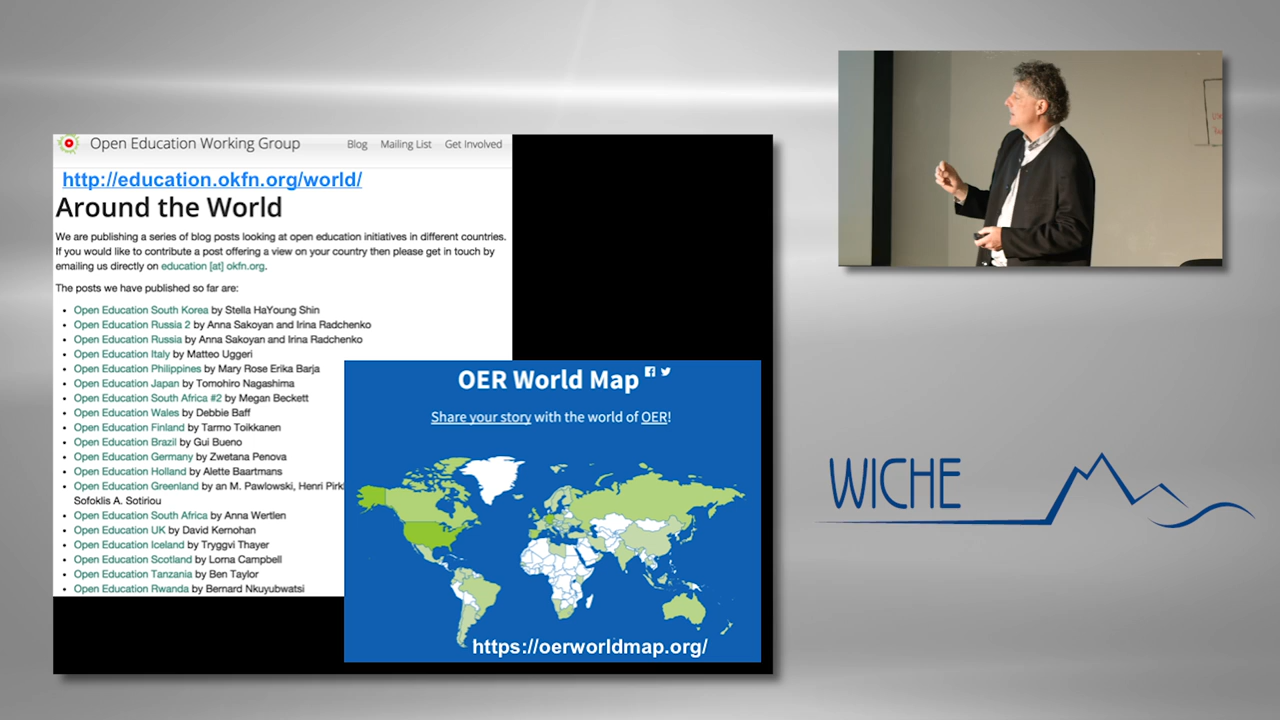 Open Education Working Group
Blog Mailing List Get Involved
http://education.okfn.org/world/
Around the World
We are publishing a series of blog posts looking at open education initiatives in different countries.
If you would like to contribute a post offering a view on your country then please get in touch by
emailing us directly on education [at] okfn.org.
The posts we have published so far are:
• Open Education South Korea by Stella HaYoung Shin
• Open Education Russia 2 by Anna Sakoyan and Irina Radchenko
• Open Education Russia by Anna Sakoyan and Irina Radchenko
• Open Education Italy by Matteo Uggeri
• Open Education Philippines by Mary Rose Erika Barja
• Open Education Japan by Tomohiro Nagashima
• Open Education South Africa #2 by Megan Beckett
• Open Education Wales by Debbie Baff
• Open Education Finland by Tarmo Toikkanen
• Open Education Brazil by Gui Bueno
• Open Education Germany by Zwetana Penova
• Open Education Holland by Alette Baartmans
• Open Education Greenland by an M. Pawlowski, Henri Pirk
Sofoklis A. Sotiriou
• Open Education South Africa by Anna Wertlen
• Open Education UK by David Kernohan
• Open Education Iceland by Tryggvi Thayer
• Open Education Scotland by Lorna Campbell
• Open Education Tanzania by Ben Taylor
• Open Education Rwanda by Bernard Nkuyubwatsi
OER World Map
Share your story with the world of OER!
https://oerworldmap.org/
WICHE